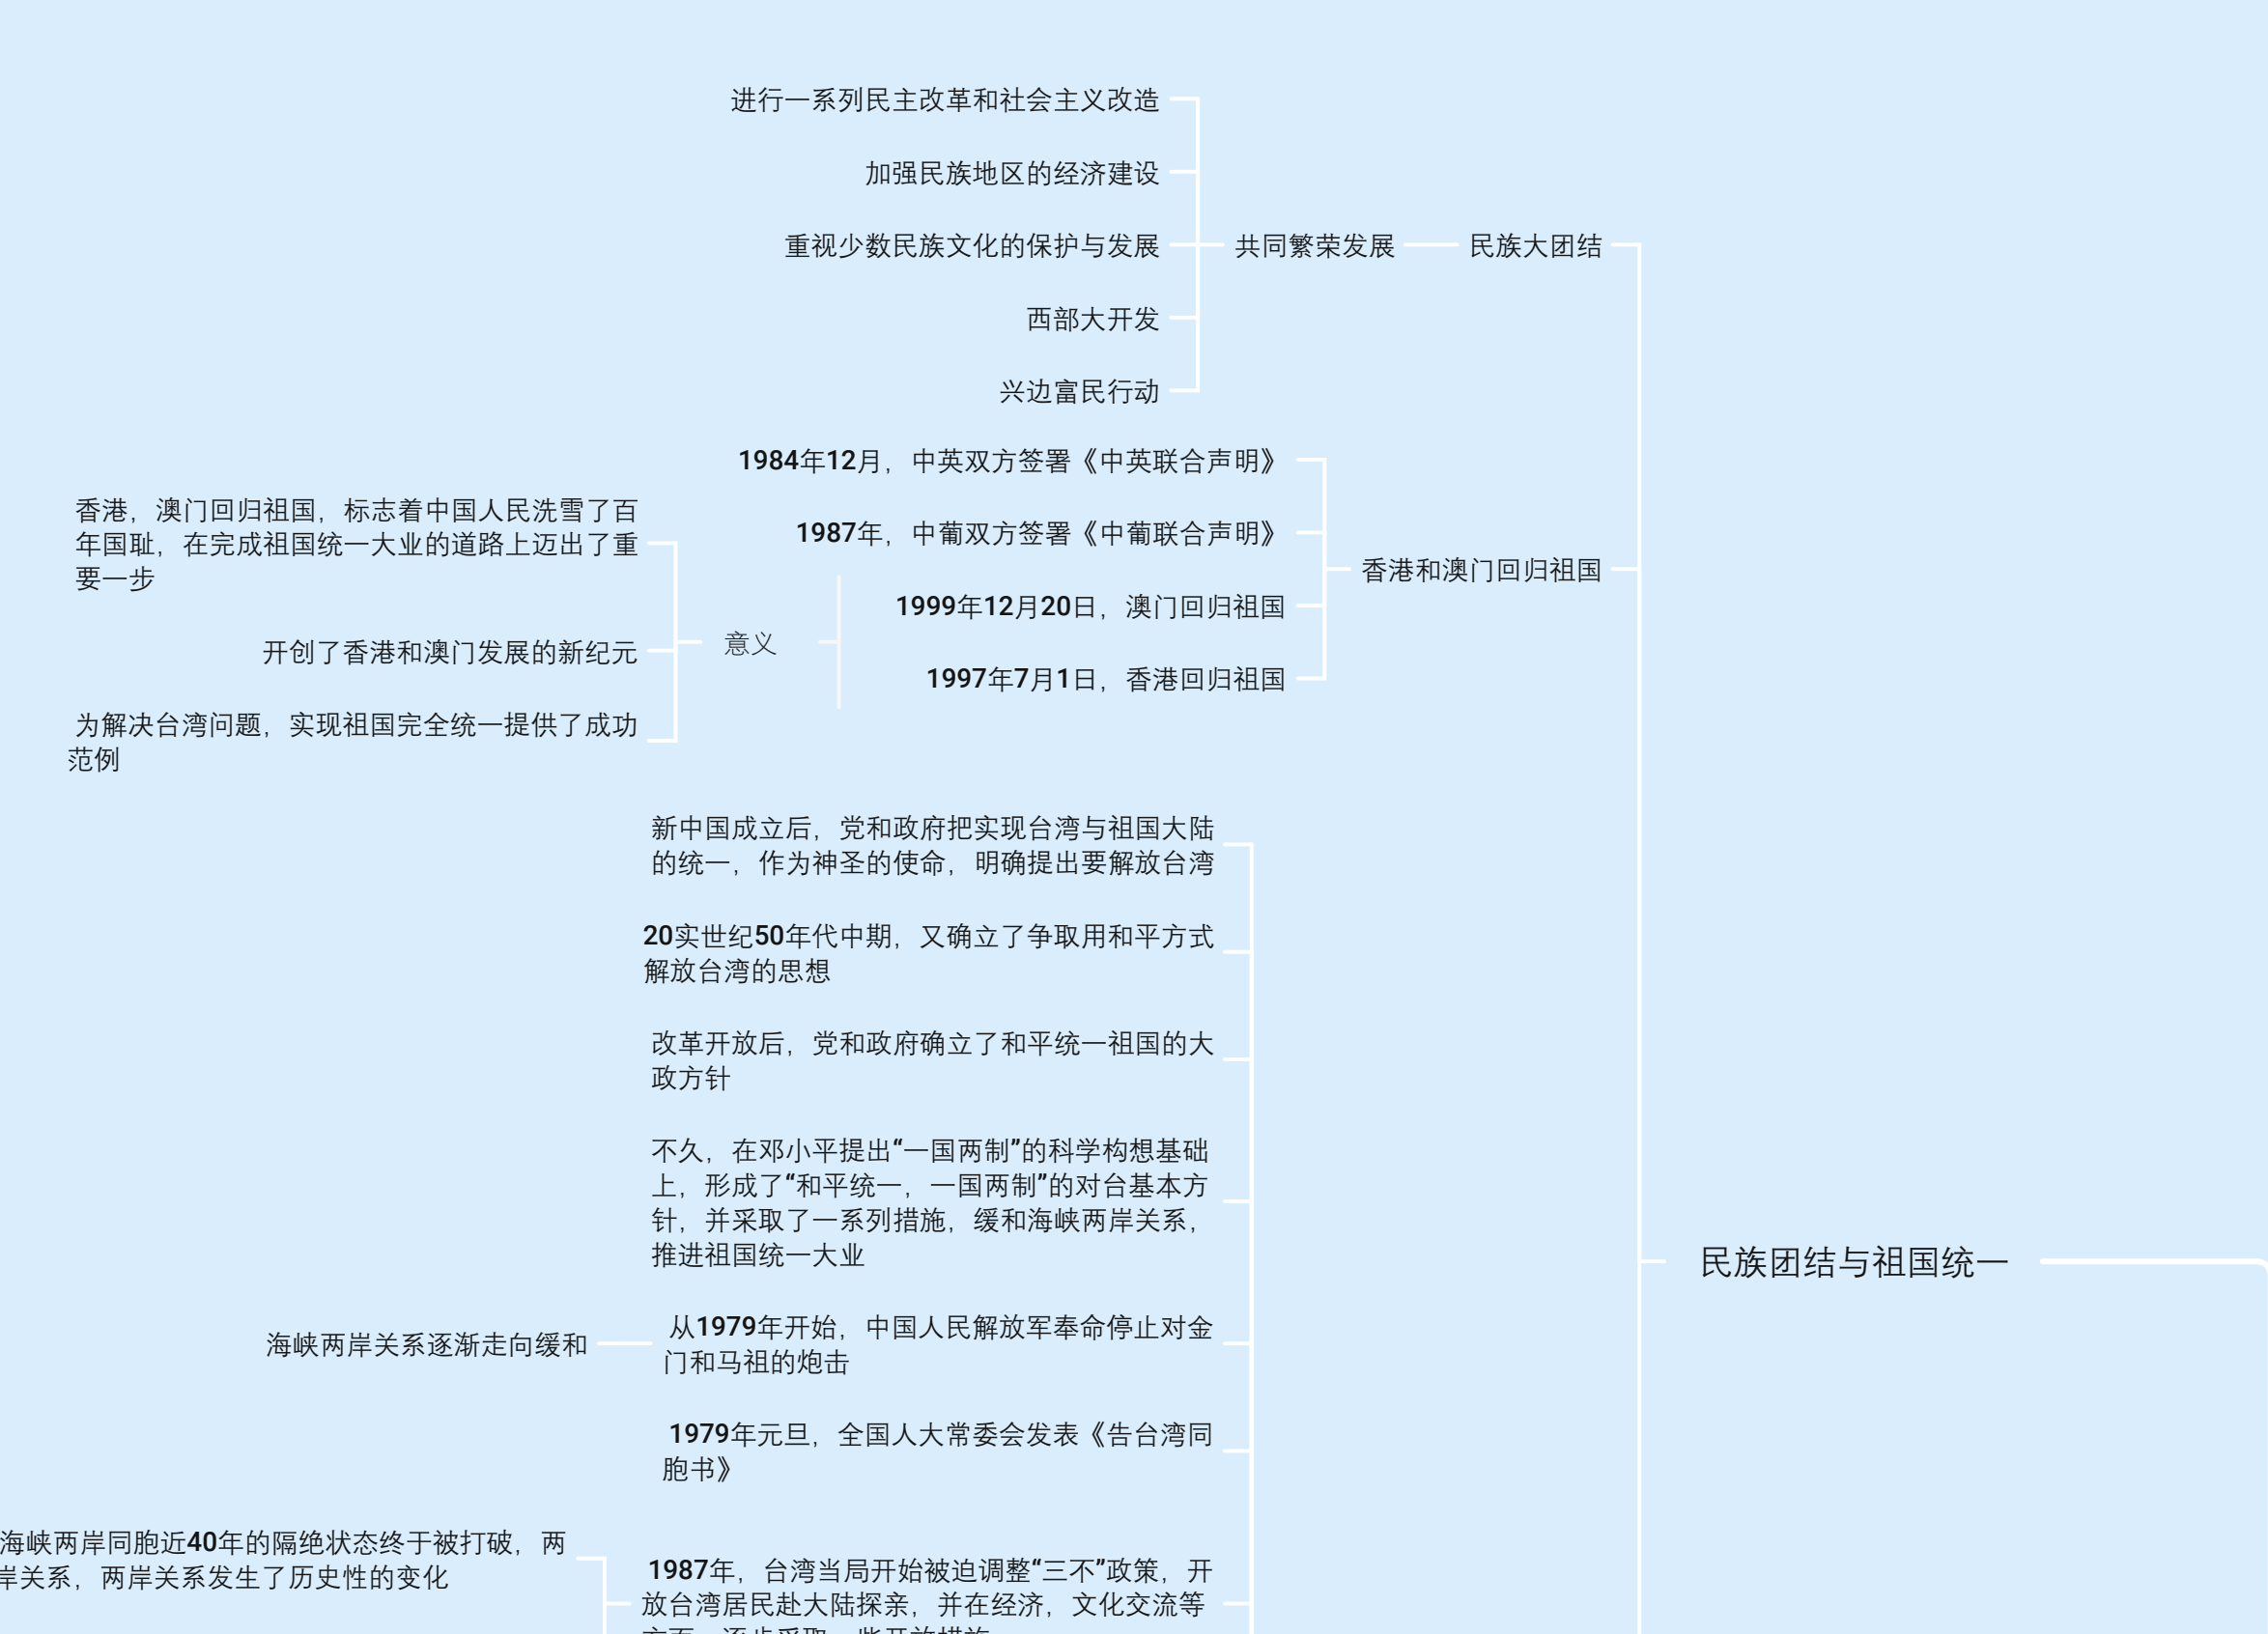 进行一系列民主改革和社会主义改造
加强民族地区的经济建设
重视少数民族文化的保护与发展
共同繁荣发展
民族大团结
西部大开发
兴边富民行动
1984年12月，中英双方签署《中英联合声明》
1987年，中葡双方签署《中葡联合声明》
香港和澳门回归祖国
1999年12月20日，澳门回归祖国
1997年7月1日，香港回归祖国
意义
香港，澳门回归祖国，标志着中国人民洗雪了百
年国耻，在完成祖国统一大业的道路上迈出了重
要一步
开创了香港和澳门发展的新纪元
为解决台湾问题，实现祖国完全统一提供了成功
范例
新中国成立后，党和政府把实现台湾与祖国大陆
的统一，作为神圣的使命，明确提出要解放台湾
20实世纪50年代中期，又确立了争取用和平方式
解放台湾的思想
改革开放后，党和政府确立了和平统一祖国的大
政方针
不久，在邓小平提出“一国两制”的科学构想基础
上，形成了“和平统一，一国两制”的对台基本方
针，并采取了一系列措施，缓和海峡两岸关系，
推进祖国统一大业
民族团结与祖国统一
从1979年开始，中国人民解放军奉命停止对金
门和马祖的炮击
海峡两岸关系逐渐走向缓和
1979年元旦，全国人大常委会发表《告台湾同
胞书》
海峡两岸同胞近40年的隔绝状态终于被打破，两
岸关系，两岸关系发生了历史性的变化
1987年，台湾当局开始被迫调整“三不”政策，开
放台湾居民赴大陆探亲，并在经济，文化交流等